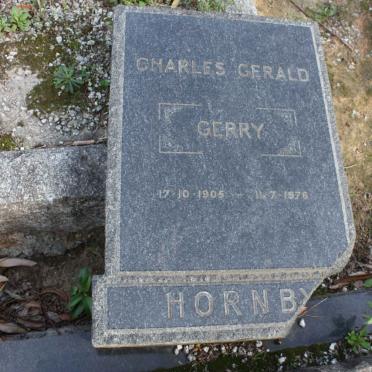 CHARLES GERALD
GERRY
17·10·1905 — 11·7·1976
HORNBY